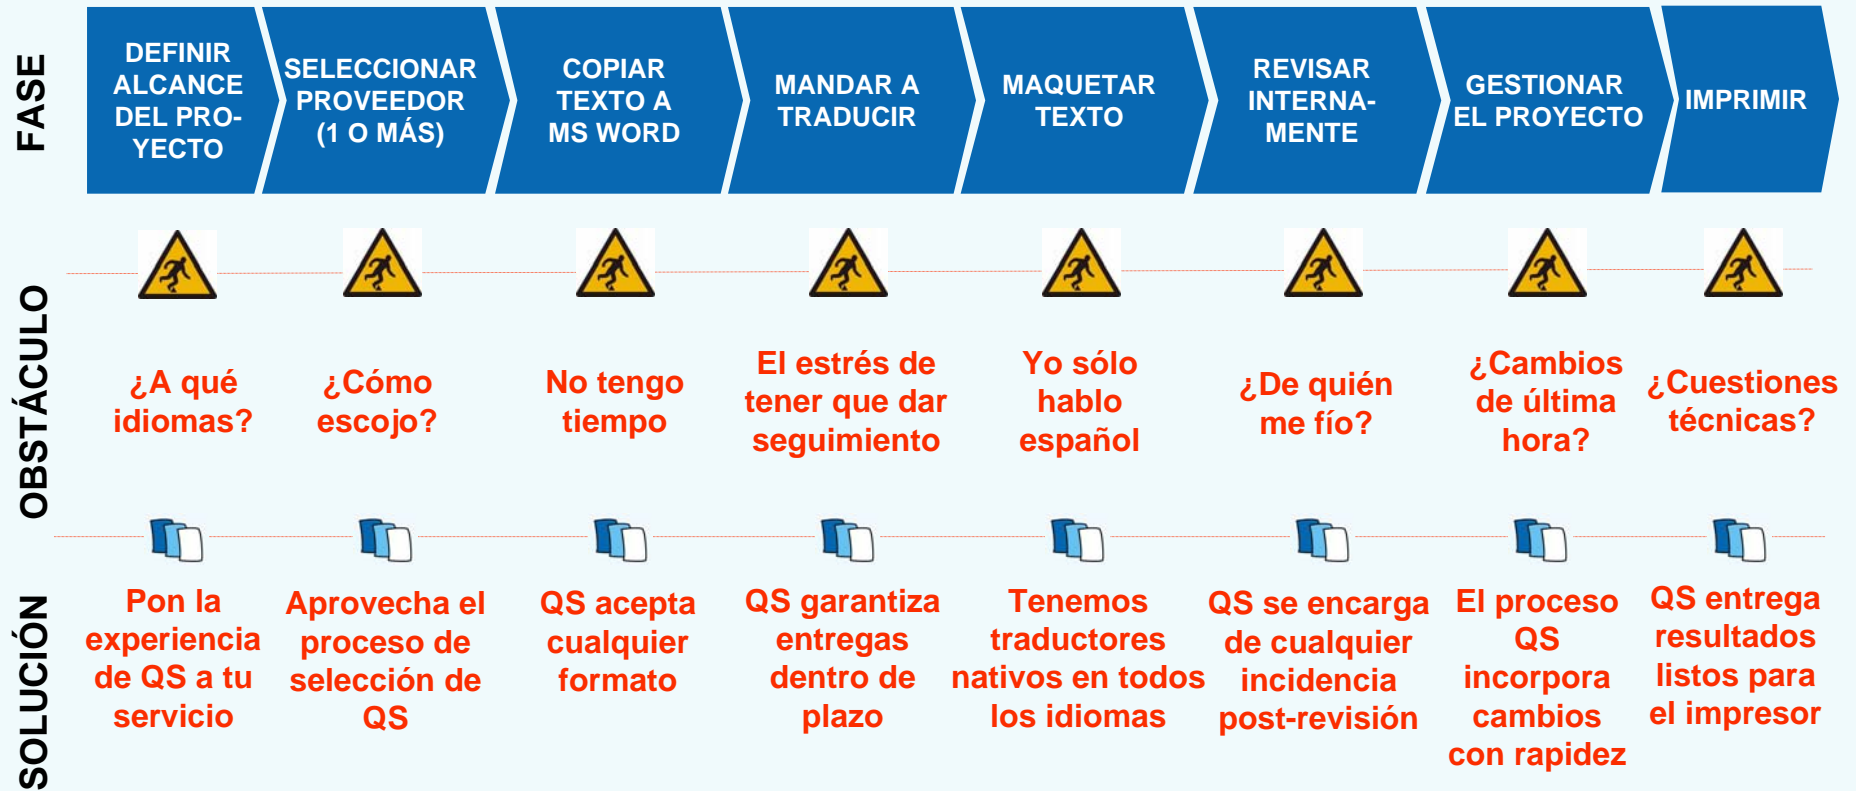 FASE
DEFINIR
ALCANCE
DEL PRO-
YECTO
SELECCIONAR
PROVEEDOR
(1 O MÁS)
COPIAR
TEXTO A
MS WORD
MANDAR A
TRADUCIR
MAQUETAR
TEXTO
REVISAR
INTERNA-
MENTE
GESTIONAR
EL PROYECTO
IMPRIMIR
OBSTÁCULO
¿A qué
idiomas?
¿Cómo
escojo?
No tengo
tiempo
El estrés de
tener que dar
seguimiento
Yo sólo
hablo
español
¿De quién
me fío?
¿Cambios
de última
hora?
¿Cuestiones
técnicas?
SOLUCIÓN
Pon la
experiencia
de QS a tu
servicio
Aprovecha el
proceso de
selección de
QS
QS acepta
cualquier
formato
QS garantiza
entregas
dentro de
plazo
Tenemos
traductores
nativos en todos
los idiomas
QS se encarga
de cualquier
incidencia
post-revisión
El proceso
QS
incorpora
cambios
con rapidez
QS entrega
resultados
listos para
el impresor